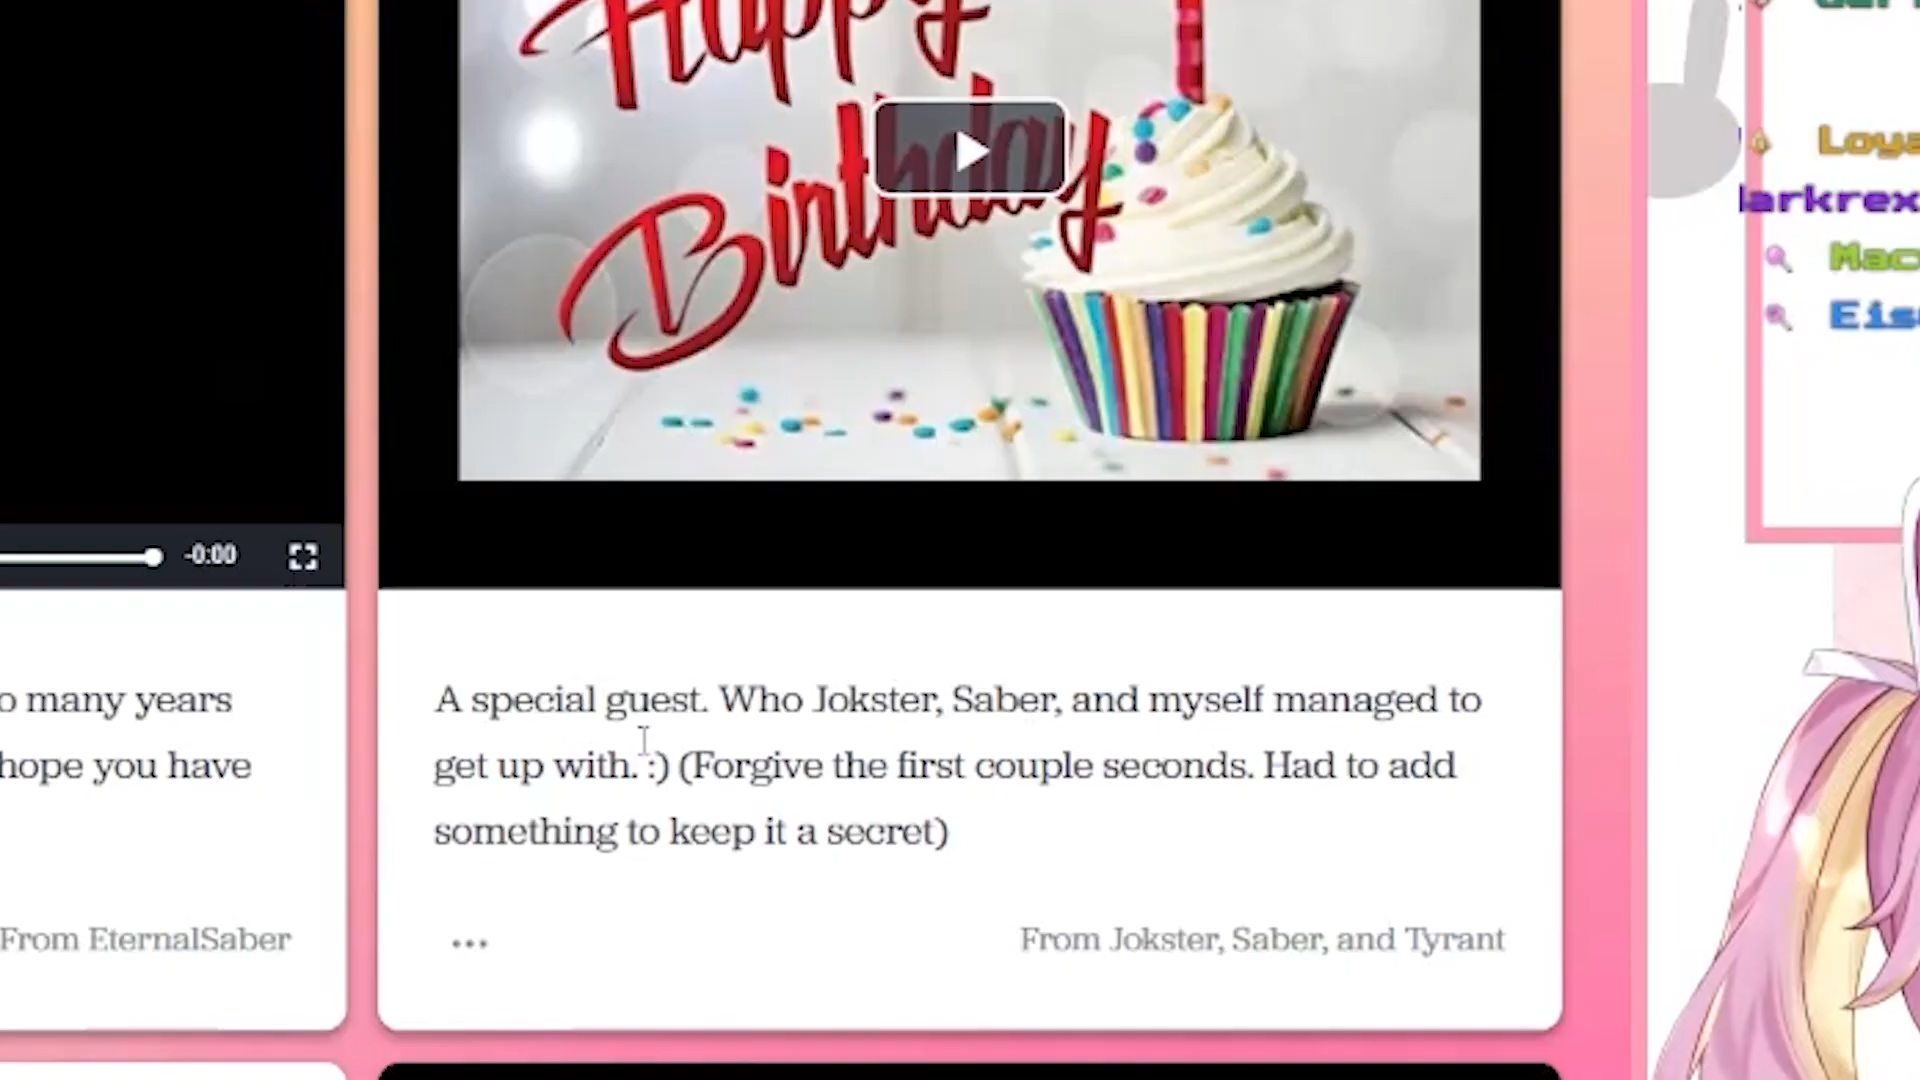 Happy
Birthday
-0:00
o many years
hope you have
From EternalSaber
A special guest. Who Jokster, Saber, and myself managed to
get up with. :) (Forgive the first couple seconds. Had to add
something to keep it a secret)
From Jokster, Saber, and Tyrant
Loya
larkrex
Mac
Eis